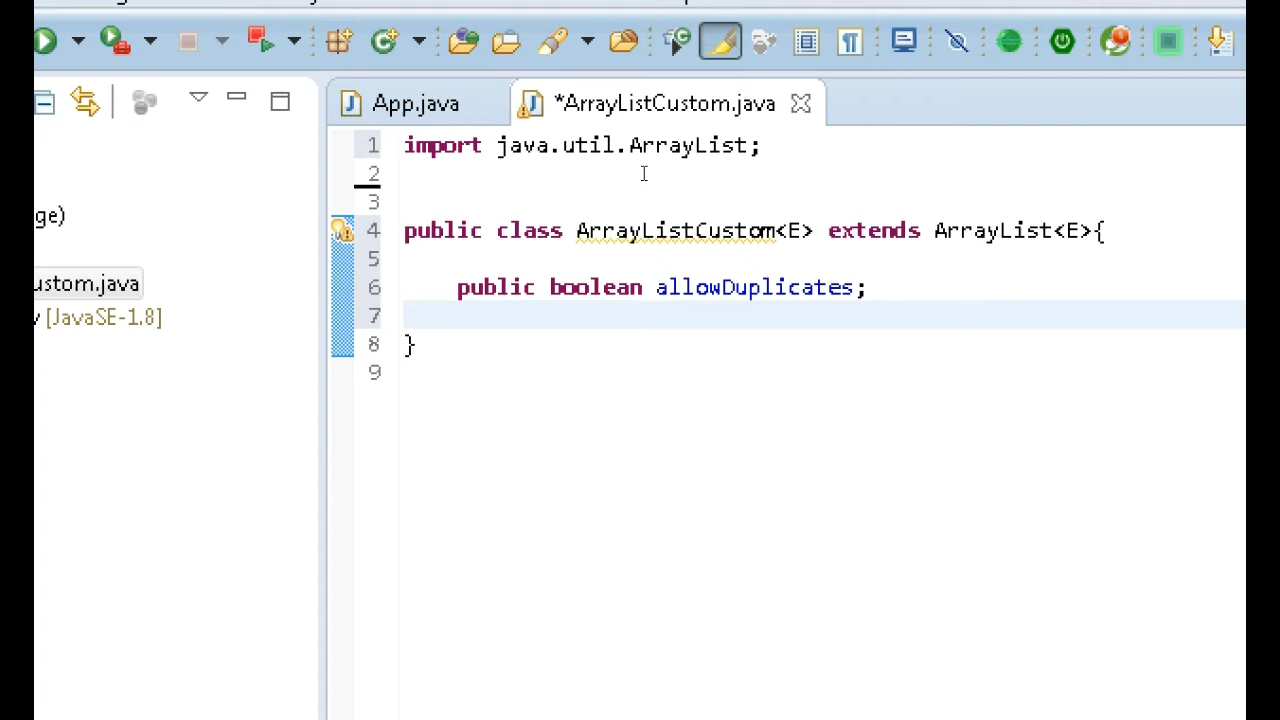 App.java
*ArrayListCustom.java
1 import java.util.ArrayList;
2
3
ge)
4 public class ArrayListCustom<E> extends ArrayList<E>{
5
ustom.java
6 public boolean allowDuplicates;
[JavaSE-1.8]
7
8 }
9